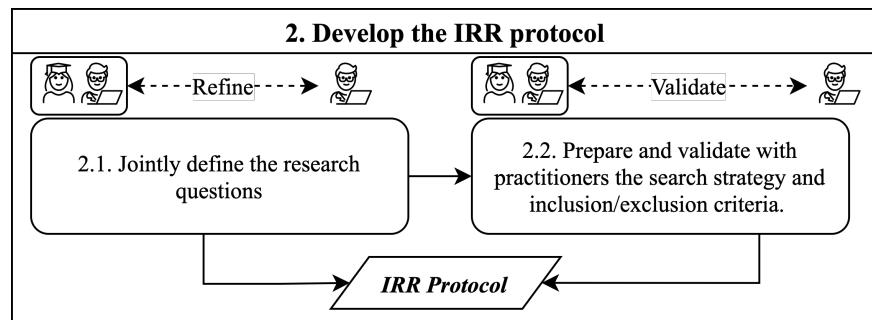 2. Develop the IRR protocol
Refine
Validate
2.1. Jointly define the research
questions
2.2. Prepare and validate with
practitioners the search strategy and
inclusion/exclusion criteria.
IRR Protocol